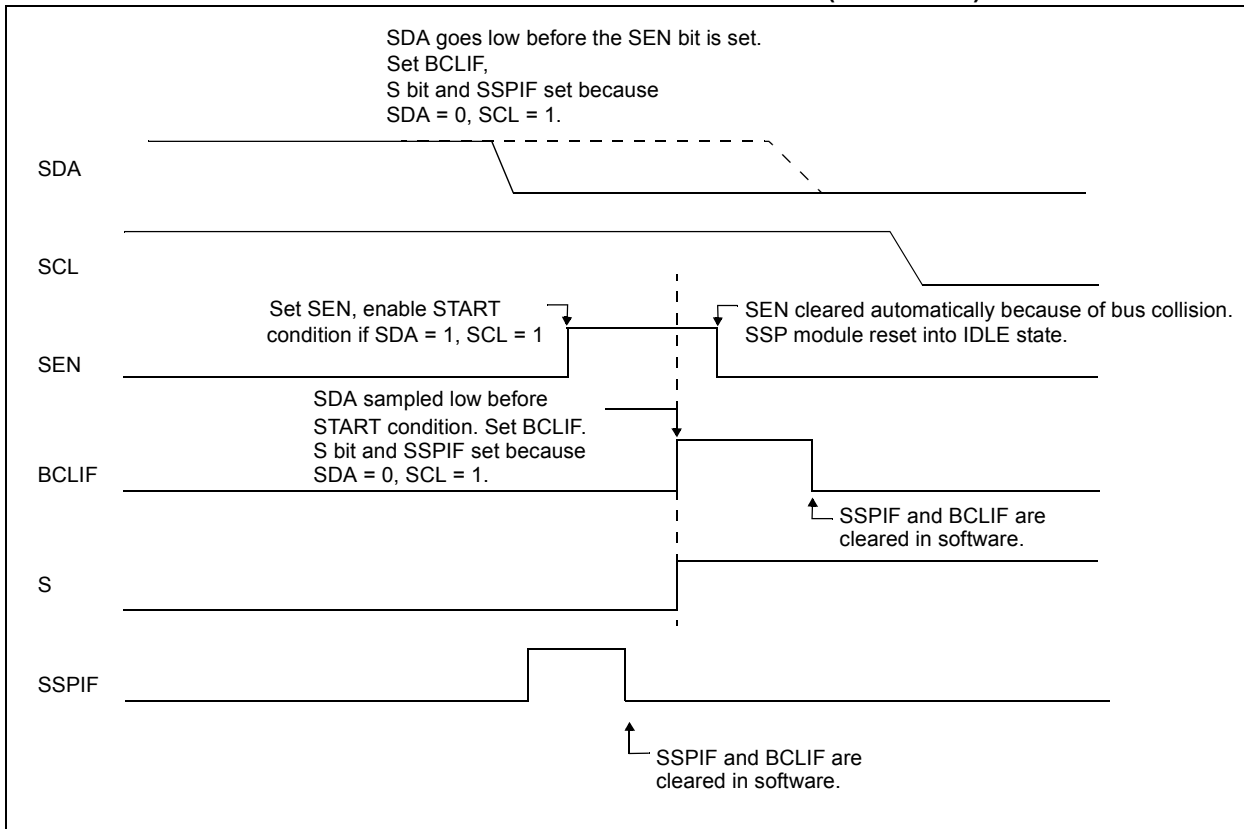 SDA goes low before the SEN bit is set.
Set BCLIF,
S bit and SSPIF set because
SDA = 0, SCL = 1.
SDA
SCL
Set SEN, enable START
condition if SDA = 1, SCL = 1
SEN cleared automatically because of bus collision.
SSP module reset into IDLE state.
SEN
SDA sampled low before
START condition. Set BCLIF.
S bit and SSPIF set because
SDA = 0, SCL = 1.
BCLIF
SSPIF and BCLIF are
cleared in software.
S
SSPIF
SSPIF and BCLIF are
cleared in software.